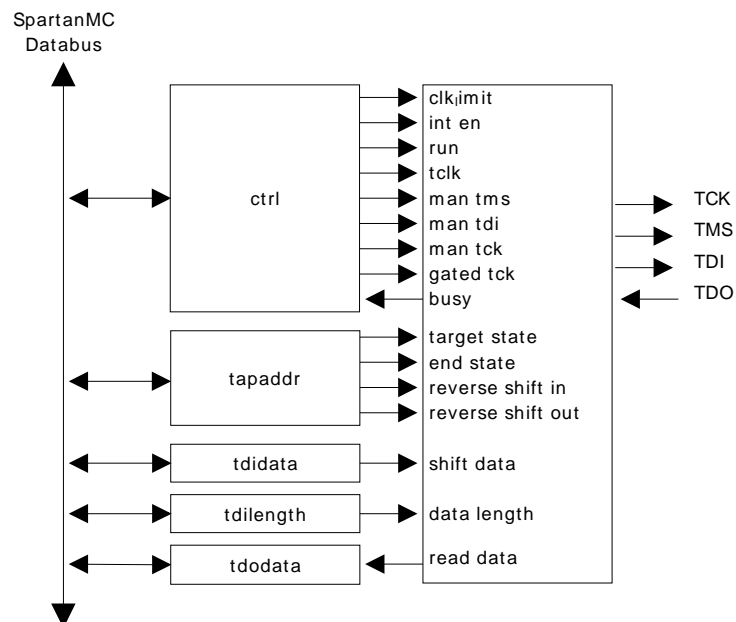 SpartanMC
Databus
ctrl
clk_limit
int en
run
tclk
man tms
man tdi
man tck
gated tck
busy
TCK
TMS
TDI
TDO
tapaddr
target state
end state
reverse shift in
reverse shift out
tdidata
shift data
tdilength
data length
tdodata
read data